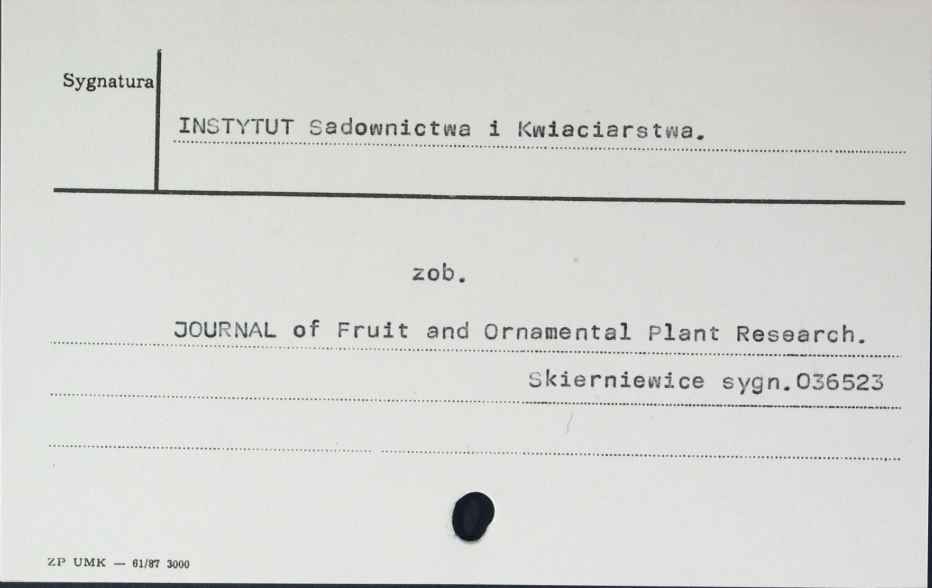 Sygnatura
INSTYTUT Sadownictwa i Kwiaciarstwa.
zob.
JOURNAL of Fruit and Ornamental Plant Research.
Skierniewice sygn.036523
ZP UMK — 61/87 3000